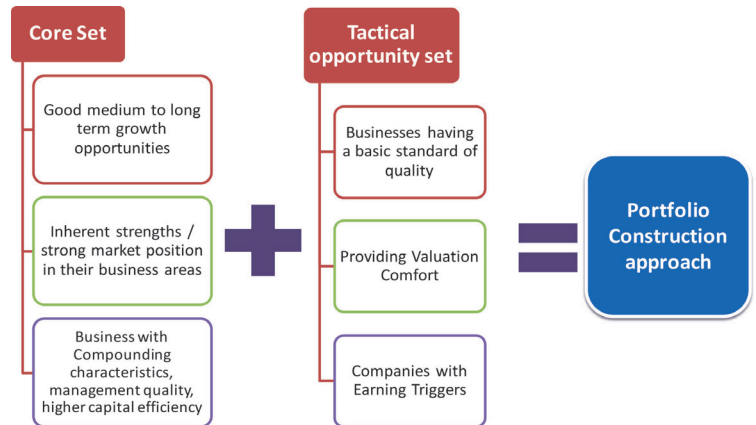 Core Set
Good medium to long
term growth
opportunities
Inherent strengths /
strong market position
in their business areas
Business with
Compounding
characteristics,
management quality,
higher capital efficiency
Tactical
opportunity set
Businesses having
a basic standard of
quality
Providing Valuation
Comfort
Companies with
Earning Triggers
Portfolio
Construction
approach